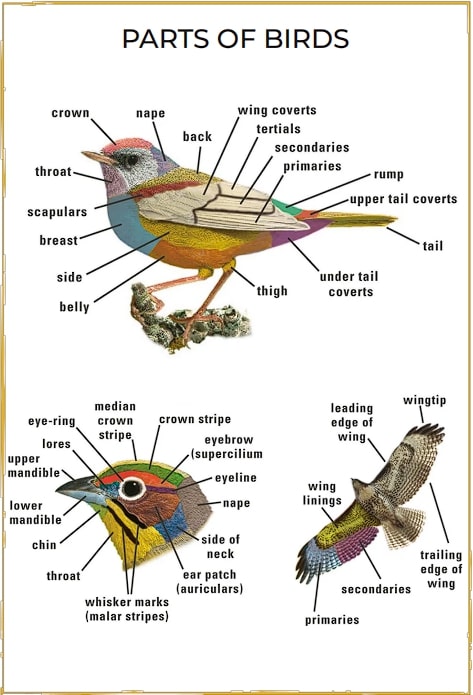 PARTS OF BIRDS
crown
nape
back
wing coverts
tertials
secondaries
primaries
throat
rump
upper tail coverts
scapulars
breast
tail
side
belly
thigh
under tail
coverts
median
crown
stripe
crown stripe
eye-ring
lores
eyebrow
(supercilium
upper
mandible
eyeline
nape
lower
mandible
chin
side of
neck
throat
ear patch
(auriculars)
whisker marks
(malar stripes)
wingtip
leading
edge of
wing
wing
linings
trailing
edge of
wing
secondaries
primaries